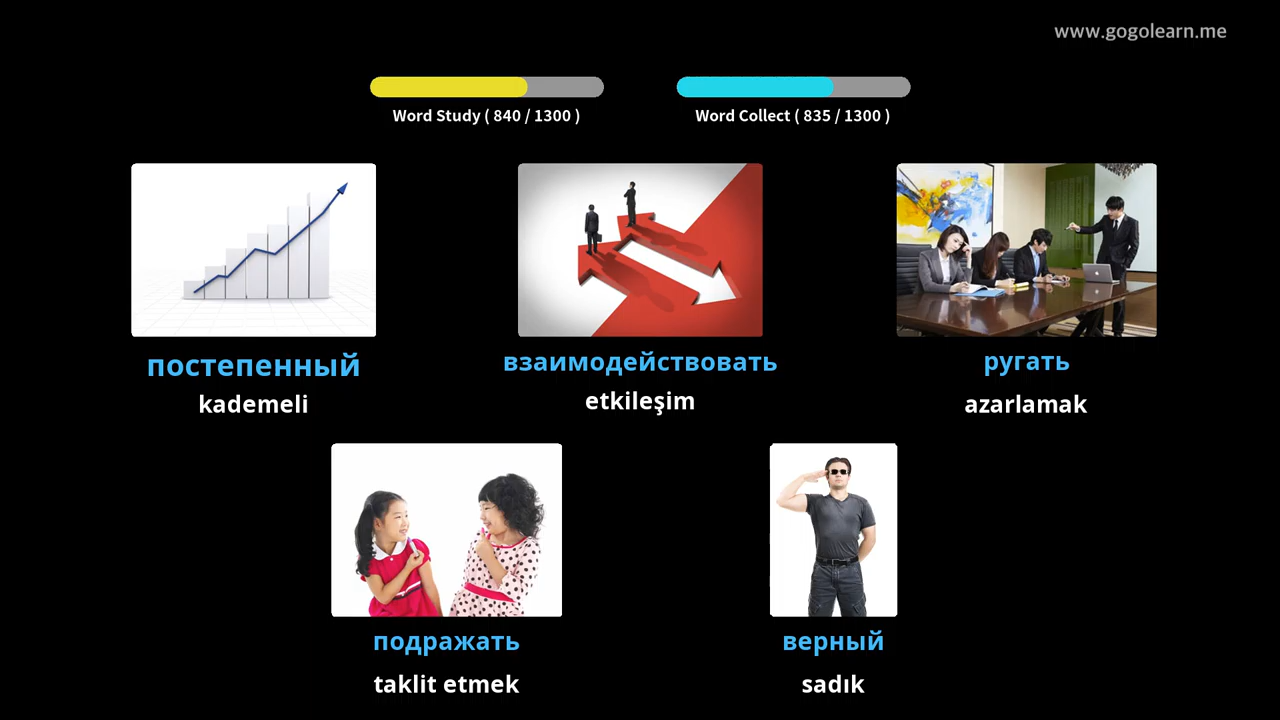 www.gogolearn.me
Word Study ( 840 / 1300 )
Word Collect ( 835 / 1300 )
постепенный
взаимодействовать
ругать
kademeli
etkileşim
azarlamak
подражать
верный
taklit etmek
sadık